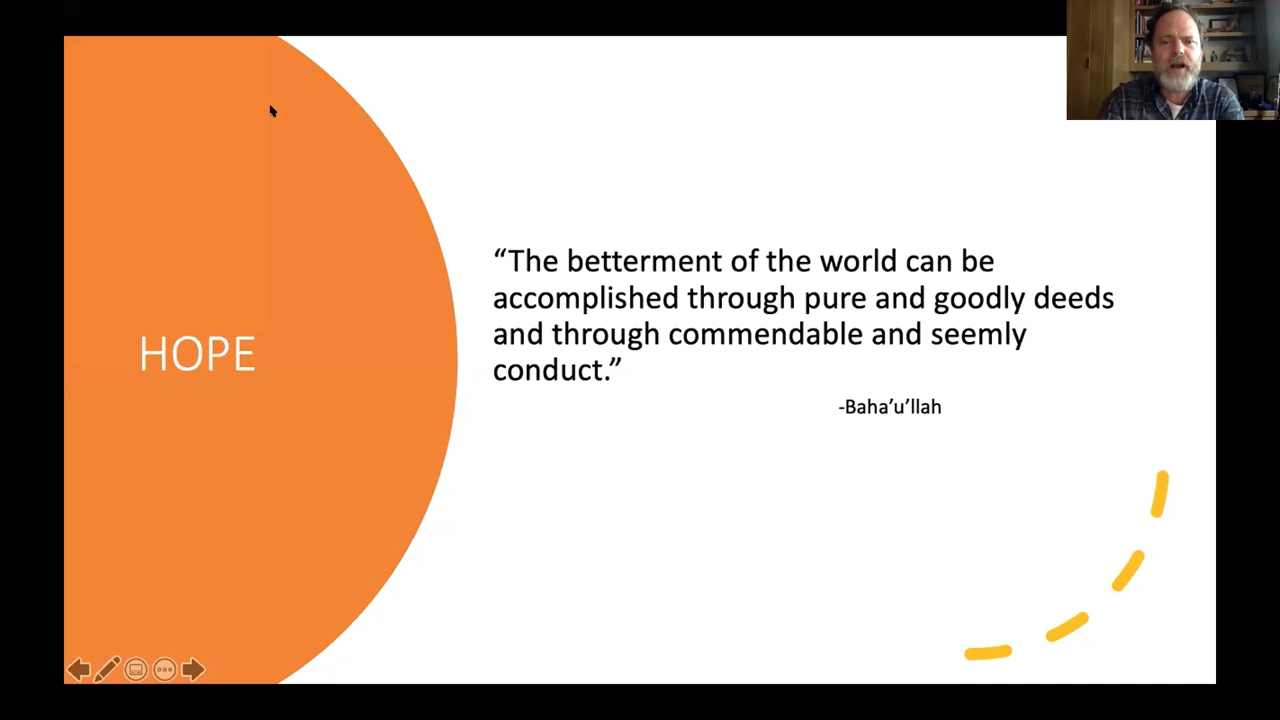 HOPE
“The betterment of the world can be
accomplished through pure and goodly deeds
and through commendable and seemly
conduct.”
-Baha’u’llah